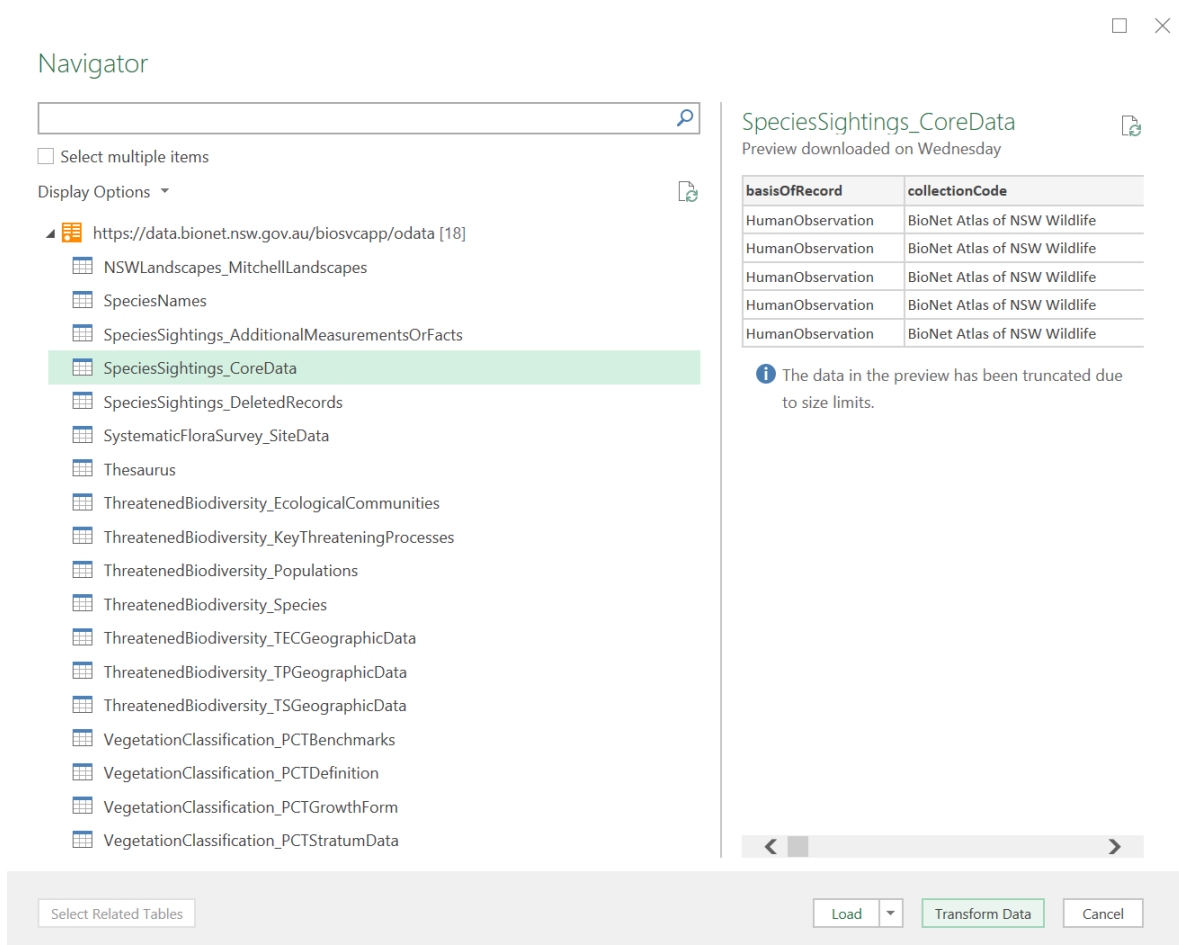 Navigator
Select multiple items
Display Options
https://data.bionet.nsw.gov.au/biosvcapp/odata [18]
NSWLandscapes_MitchellLandscapes
SpeciesNames
SpeciesSightings_AdditionalMeasurementsOrFacts
SpeciesSightings_CoreData
SpeciesSightings_DeletedRecords
SystematicFloraSurvey_SiteData
Thesaurus
ThreatenedBiodiversity_EcologicalCommunities
ThreatenedBiodiversity_KeyThreateningProcesses
ThreatenedBiodiversity_Populations
ThreatenedBiodiversity_Species
ThreatenedBiodiversity_TECGeographicData
ThreatenedBiodiversity_TPGeographicData
ThreatenedBiodiversity_TSGeographicData
VegetationClassification_PCTBenchmarks
VegetationClassification_PCTDefinition
VegetationClassification_PCTGrowthForm
VegetationClassification_PCTStratumData
SpeciesSightings_CoreData
Preview downloaded on Wednesday
basisOfRecord collectionCode
HumanObservation BioNet Atlas of NSW Wildlife
HumanObservation BioNet Atlas of NSW Wildlife
HumanObservation BioNet Atlas of NSW Wildlife
HumanObservation BioNet Atlas of NSW Wildlife
HumanObservation BioNet Atlas of NSW Wildlife
The data in the preview has been truncated due
to size limits.
Select Related Tables Load Transform Data Cancel